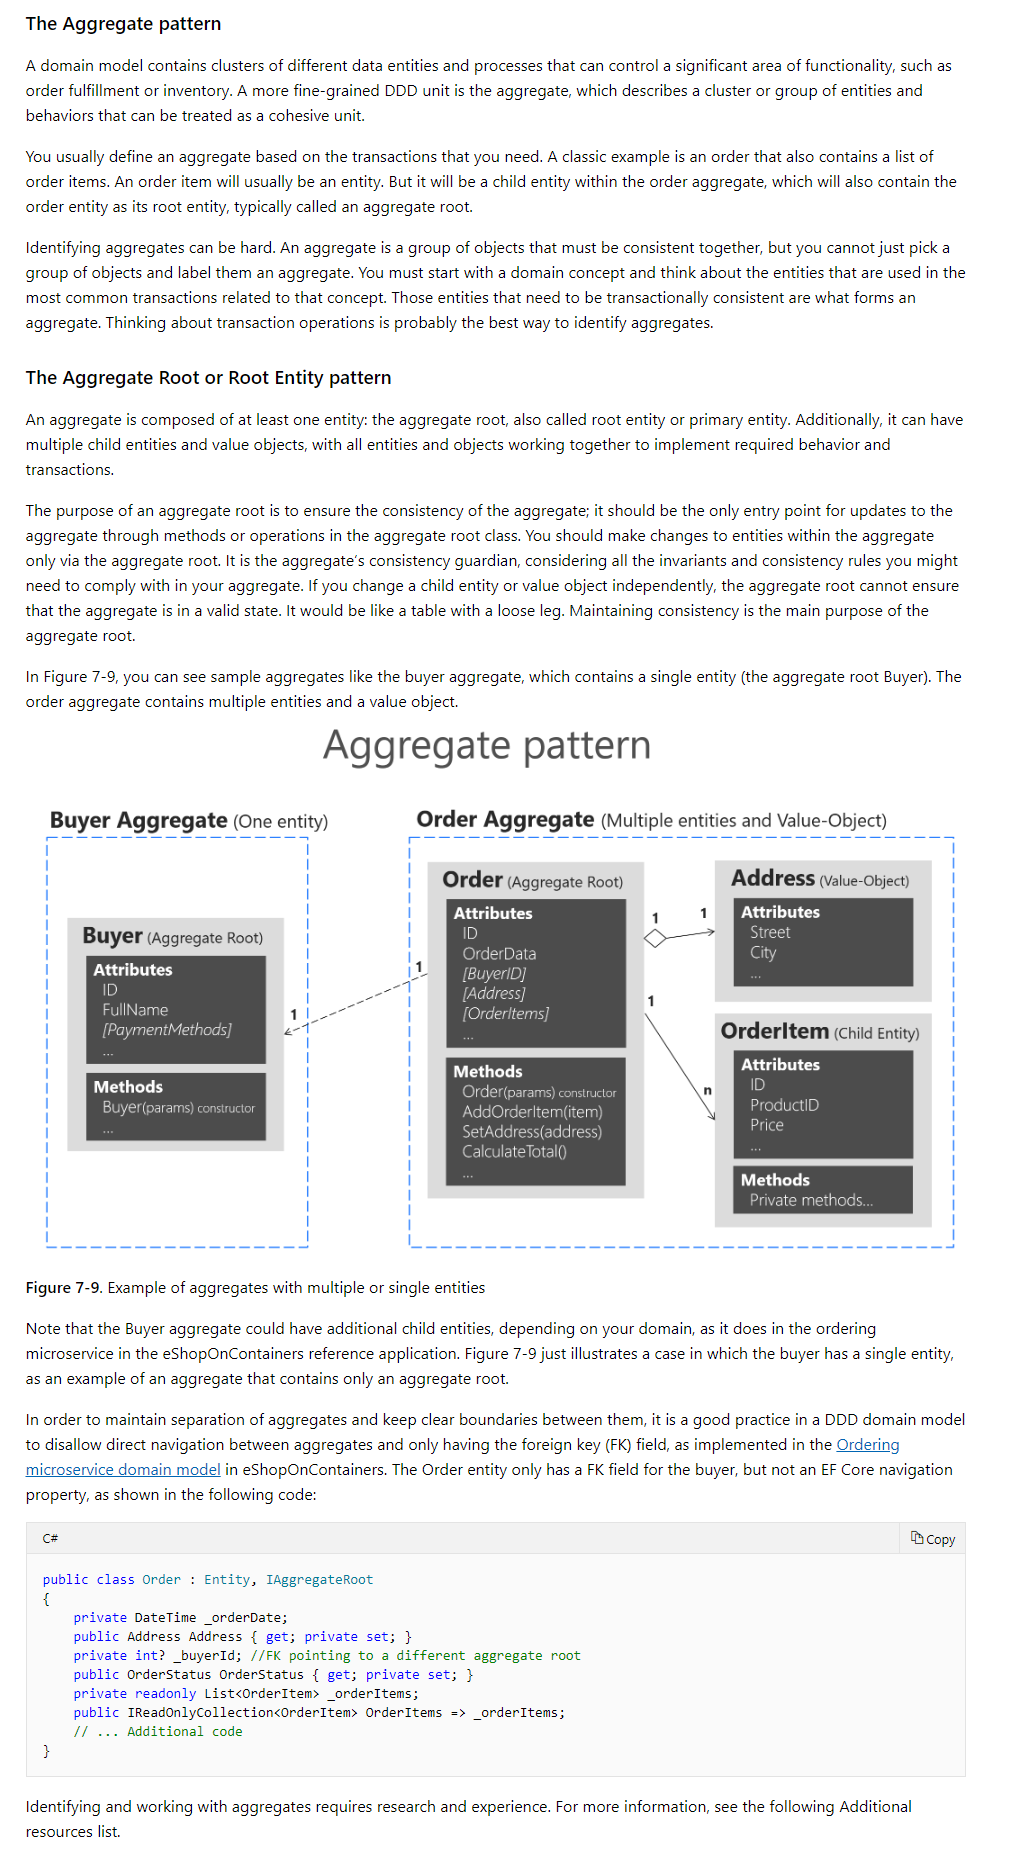 The Aggregate pattern
A domain model contains clusters of different data entities and processes that can control a significant area of functionality, such as
order fulfillment or inventory. A more fine-grained DDD unit is the aggregate, which describes a cluster or group of entities and
behaviors that can be treated as a cohesive unit.
You usually define an aggregate based on the transactions that you need. A classic example is an order that also contains a list of
order items. An order item will usually be an entity. But it will be a child entity within the order aggregate, which will also contain the
order entity as its root entity, typically called an aggregate root.
Identifying aggregates can be hard. An aggregate is a group of objects that must be consistent together, but you cannot just pick a
group of objects and label them an aggregate. You must start with a domain concept and think about the entities that are used in the
most common transactions related to that concept. Those entities that need to be transactionally consistent are what forms an
aggregate. Thinking about transaction operations is probably the best way to identify aggregates.
The Aggregate Root or Root Entity pattern
An aggregate is composed of at least one entity: the aggregate root, also called root entity or primary entity. Additionally, it can have
multiple child entities and value objects, with all entities and objects working together to implement required behavior and
transactions.
The purpose of an aggregate root is to ensure the consistency of the aggregate; it should be the only entry point for updates to the
aggregate through methods or operations in the aggregate root class. You should make changes to entities within the aggregate
only via the aggregate root. It is the aggregate's consistency guardian, considering all the invariants and consistency rules you might
need to comply with in your aggregate. If you change a child entity or value object independently, the aggregate root cannot ensure
that the aggregate is in a valid state. It would be like a table with a loose leg. Maintaining consistency is the main purpose of the
aggregate root.
In Figure 7-9, you can see sample aggregates like the buyer aggregate, which contains a single entity (the aggregate root Buyer). The
order aggregate contains multiple entities and a value object.
Aggregate pattern
Buyer Aggregate (One entity)
Buyer (Aggregate Root)
Attributes
ID
FullName
[PaymentMethods]
...
Methods
Buyer(params) constructor
...
1
1
Order Aggregate (Multiple entities and Value-Object)
Order (Aggregate Root)
Attributes
ID
OrderData
[BuyerID]
[Address]
[OrderItems]
...
Methods
Order(params) constructor
AddOrderItem(item)
SetAddress(address)
CalculateTotal()
...
1
1
1
n
Address (Value-Object)
Attributes
Street
City
...
OrderItem (Child Entity)
Attributes
ID
ProductID
Price
...
Methods
Private methods...
Figure 7-9. Example of aggregates with multiple or single entities
Note that the Buyer aggregate could have additional child entities, depending on your domain, as it does in the ordering
microservice in the eShopOnContainers reference application. Figure 7-9 just illustrates a case in which the buyer has a single entity,
as an example of an aggregate that contains only an aggregate root.
In order to maintain separation of aggregates and keep clear boundaries between them, it is a good practice in a DDD domain model
to disallow direct navigation between aggregates and only having the foreign key (FK) field, as implemented in the Ordering
microservice domain model in eShopOnContainers. The Order entity only has a FK field for the buyer, but not an EF Core navigation
property, as shown in the following code:
C#
Copy
public class Order : Entity, IAggregateRoot
{
    private DateTime _orderDate;
    public Address Address { get; private set; }
    private int? _buyerId; //FK pointing to a different aggregate root
    public OrderStatus OrderStatus { get; private set; }
    private readonly List<OrderItem> _orderItems;
    public IReadOnlyCollection<OrderItem> OrderItems => _orderItems;
    // ... Additional code
}
Identifying and working with aggregates requires research and experience. For more information, see the following Additional
resources list.